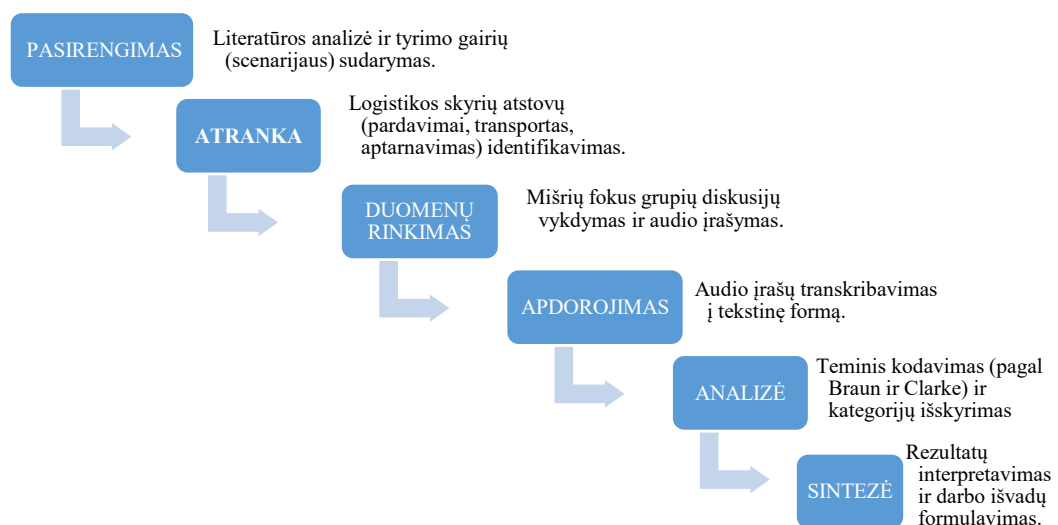 PASIRENGIMAS
Literatūros analizė ir tyrimo gairių
(scenarijaus) sudarymas.
ATRANKA
Logistikos skyrių atstovų
(pardavimai, transportas,
aptarnavimas) identifikavimas.
DUOMENŲ
RINKIMAS
Mišrių fokus grupių diskusijų
vykdymas ir audio įrašymas.
APDOROJIMAS
Audio įrašų transkribavimas
į tekstinę formą.
ANALIZĖ
Teminis kodavimas (pagal
Braun ir Clarke) ir
kategorijų išskyrimas
SINTEZĖ
Rezultatų
interpretavimas
ir darbo išvadų
formulavimas.